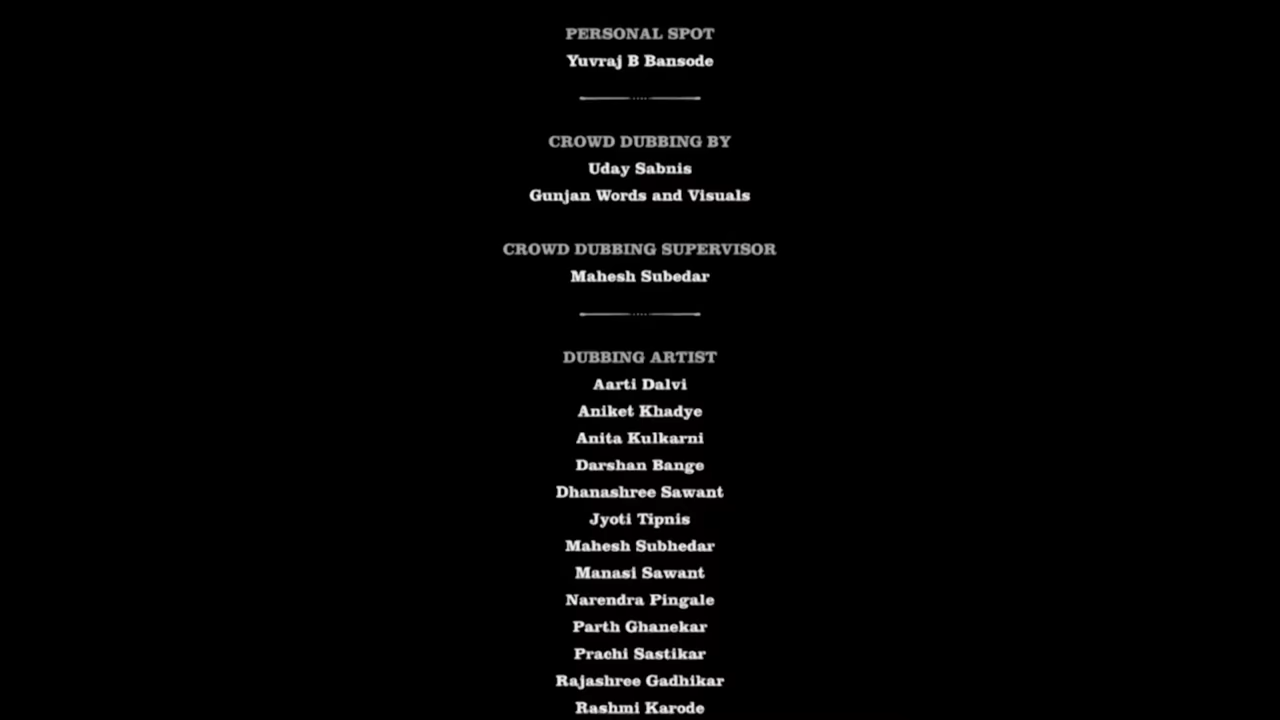 PERSONAL SPOT
Yuvraj B Bansode
CROWD DUBBING BY
Uday Sabnis
Gunjan Words and Visuals
CROWD DUBBING SUPERVISOR
Mahesh Subedar
DUBBING ARTIST
Aarti Dalvi
Aniket Khadye
Anita Kulkarni
Darshan Bange
Dhanashree Sawant
Jyoti Tipnis
Mahesh Subhedar
Manasi Sawant
Narendra Pingale
Parth Ghanekar
Prachi Sastikar
Rajashree Gadhikar
Rashmi Karode